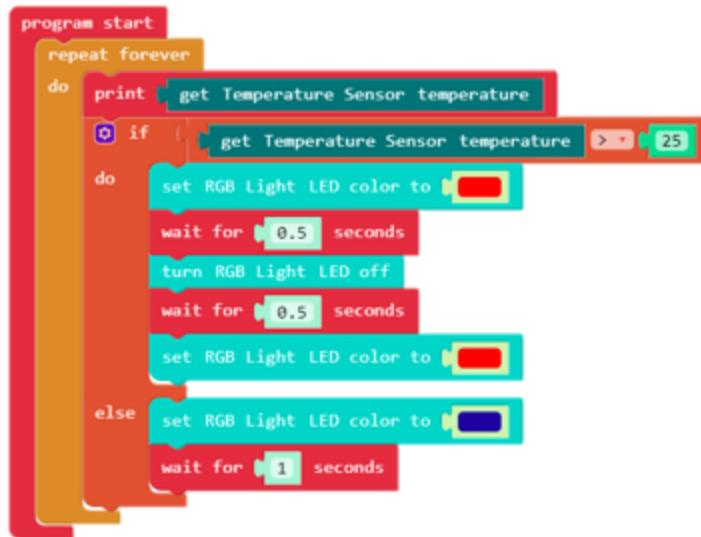 program start
repeat forever
do print get Temperature Sensor temperature
if get Temperature Sensor temperature > 25
do set RGB Light LED color to
wait for 0.5 seconds
turn RGB Light LED off
wait for 0.5 seconds
set RGB Light LED color to
else set RGB Light LED color to
wait for 1 seconds